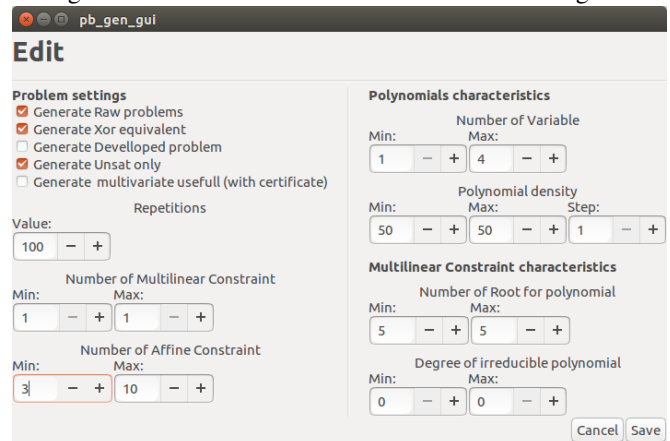 pb_gen_gui
Edit
Problem settings
Generate Raw problems
Generate Xor equivalent
Generate Develloped problem
Generate Unsat only
Generate multivariate usefull (with certificate)
Repetitions
Value:
100 − +
Number of Multilinear Constraint
Min: Max:
1 − + 1 − +
Number of Affine Constraint
Min: Max:
3 − + 10 − +
Polynomials characteristics
Number of Variable
Min: Max:
1 − + 4 − +
Polynomial density
Min: Max: Step:
50 − + 50 − + 1 − +
Multilinear Constraint characteristics
Number of Root for polynomial
Min: Max:
5 − + 5 − +
Degree of irreducible polynomial
Min: Max:
0 − + 0 − +
Cancel Save